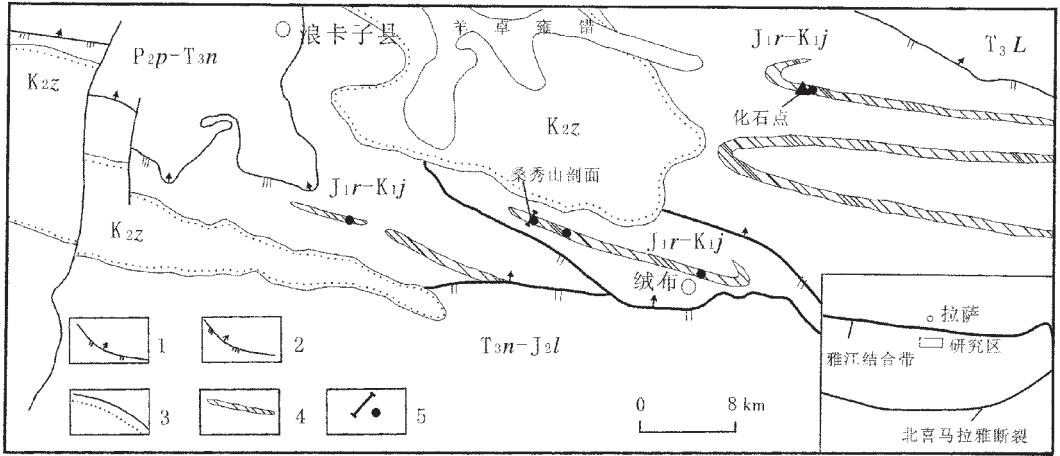 浪卡子县
羊卓雍错
J₁r-K₁j
T₃L
P₂p-T₃n
K₂z
化石点
K₂z
桑秀山剖面
J₁r-K₁j
K₂z
J₁r-K₁j
绒布
拉萨
研究区
雅江结合带
北喜马拉雅断裂
T₃n-J₂l
1
2
3
4
5
0 8 km